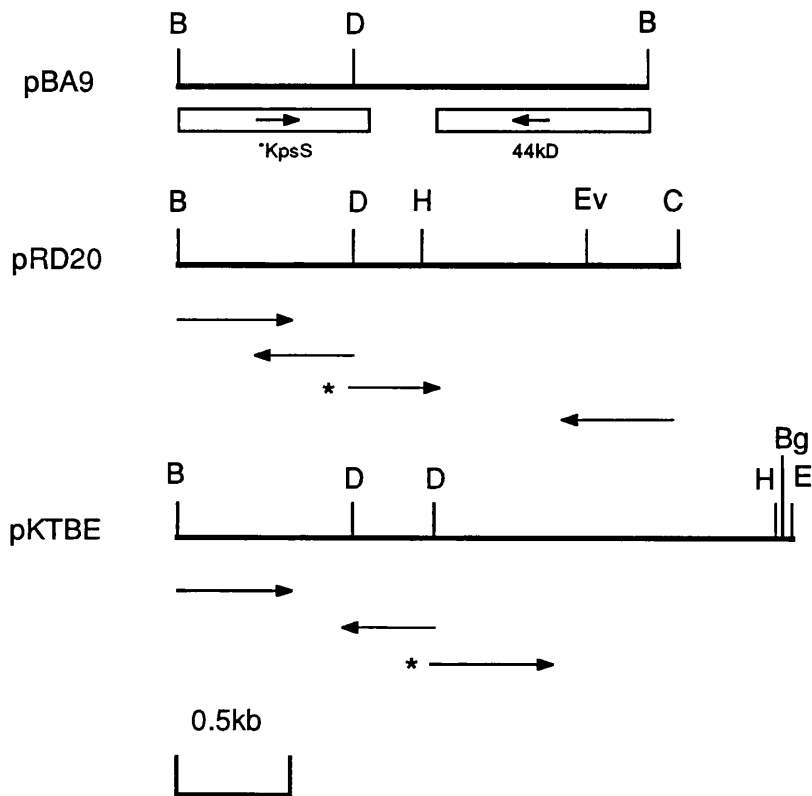 B D B
pBA9
*KpsS 44kD
B D H Ev C
pRD20
*
Bg
B D D H E
pKTBE
*
0.5kb